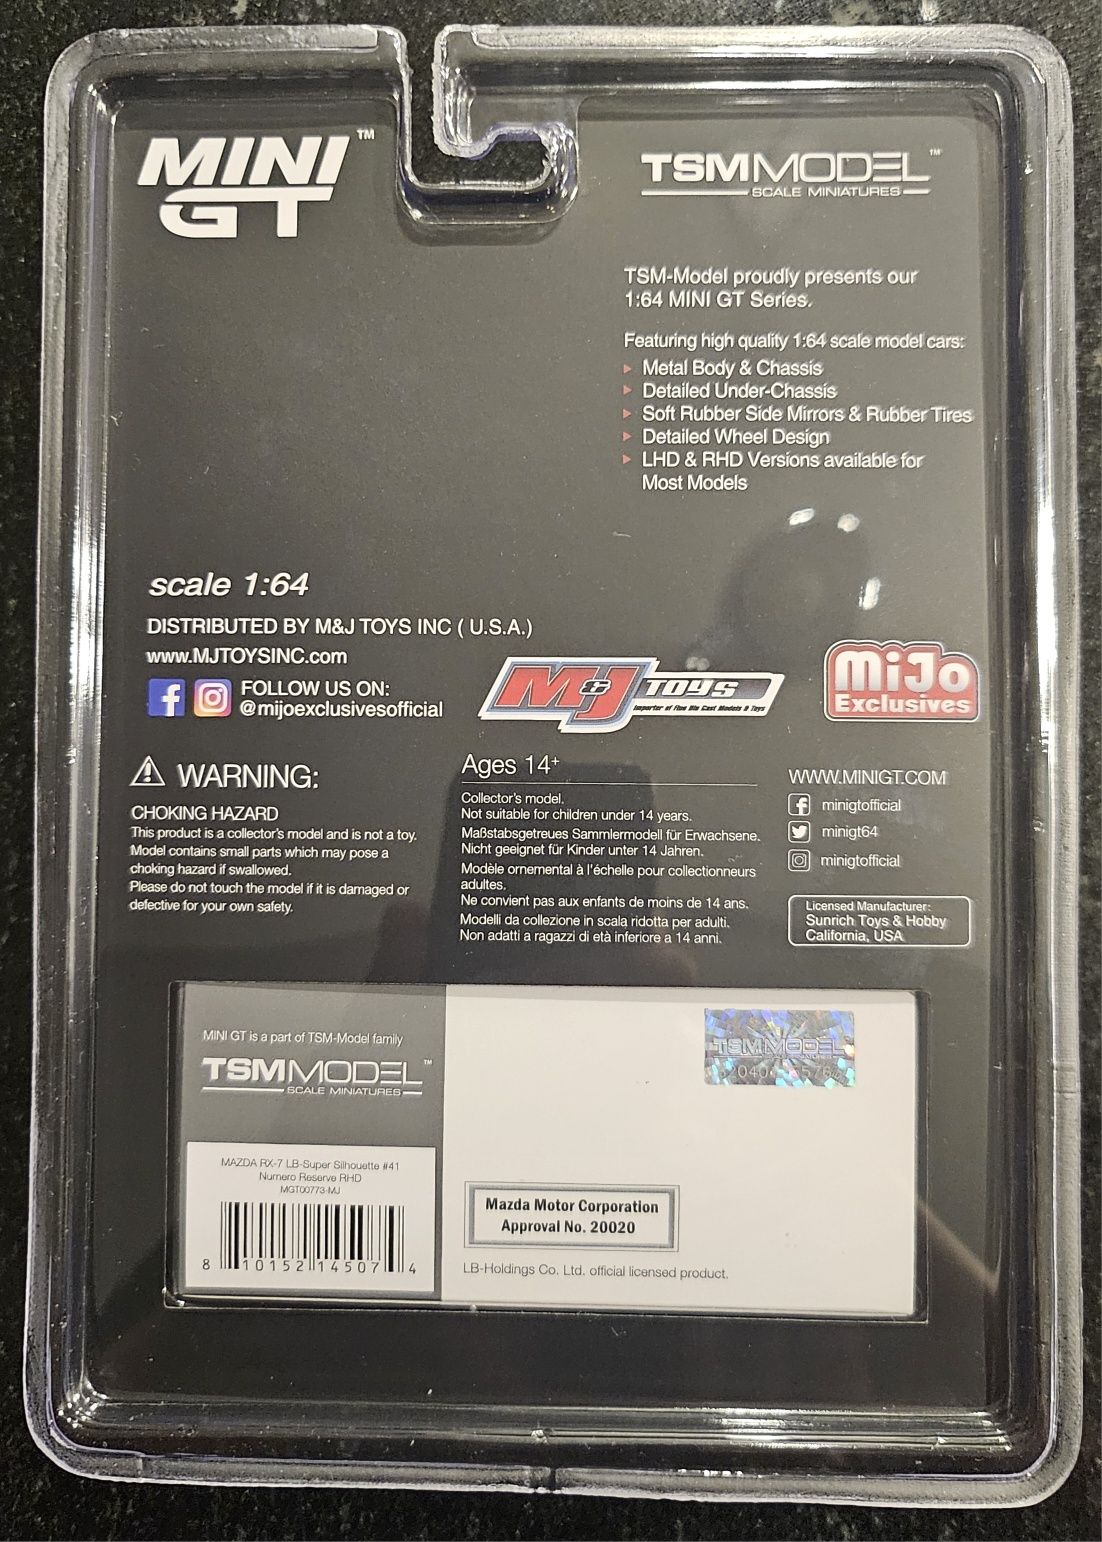 MINI GT™
TSMMODEL™
SCALE MINIATURES
TSM-Model proudly presents our
1:64 MINI GT Series.
Featuring high quality 1:64 scale model cars:
Metal Body & Chassis
Detailed Under-Chassis
Soft Rubber Side Mirrors & Rubber Tires
Detailed Wheel Design
LHD & RHD Versions available for
Most Models
scale 1:64
DISTRIBUTED BY M&J TOYS INC ( U.S.A.)
www.MJTOYSINC.com
FOLLOW US ON:
@mijoexclusivesofficial
M&J TOYS
Importer of Fine Die Cast Models & Toys
MiJo
Exclusives
WARNING:
CHOKING HAZARD
This product is a collector's model and is not a toy.
Model contains small parts which may pose a
choking hazard if swallowed.
Please do not touch the model if it is damaged or
defective for your own safety.
Ages 14+
Collector's model.
Not suitable for children under 14 years.
Maßstabsgetreues Sammlermodell für Erwachsene.
Nicht geeignet für Kinder unter 14 Jahren.
Modèle ornemental à l'échelle pour collectionneurs
adultes.
Ne convient pas aux enfants de moins de 14 ans.
Modelli da collezione in scala ridotta per adulti.
Non adatti a ragazzi di età inferiore a 14 anni.
WWW.MINIGT.COM
minigtofficial
minigt64
minigtofficial
Licensed Manufacturer:
Sunrich Toys & Hobby
California, USA
MINI GT is a part of TSM-Model family
TSMMODEL™
SCALE MINIATURES
TSMMODEL
MAZDA RX-7 LB-Super Silhouette #41
Numero Reserve RHD
MGT00773-MJ
8 10152 14507 4
Mazda Motor Corporation
Approval No. 20020
LB-Holdings Co. Ltd. official licensed product.